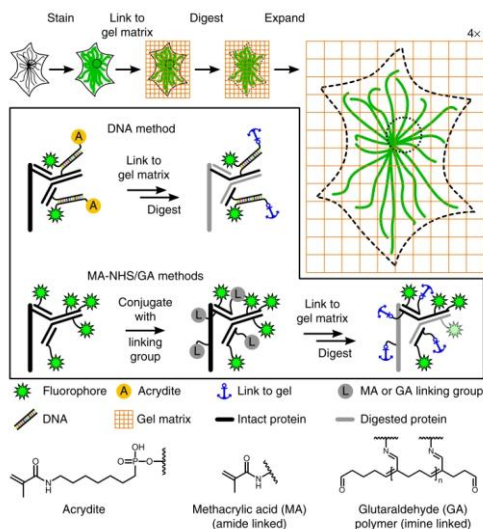 Stain
Link to
gel matrix
Digest
Expand
4×
DNA method
A
Link to
gel matrix
Digest
A
MA-NHS/GA methods
Conjugate with
linking group
L
L
L
L
Link to
gel matrix
Digest
Fluorophore
A
Acrydite
Link to gel
L
MA or GA linking group
DNA
Gel matrix
Intact protein
Digested protein
O
N
H
OH
P
O
O
Acrydite
O
N
H
Methacrylic acid (MA)
(amide linked)
O
N
N
n
O
Glutaraldehyde (GA)
polymer (imine linked)